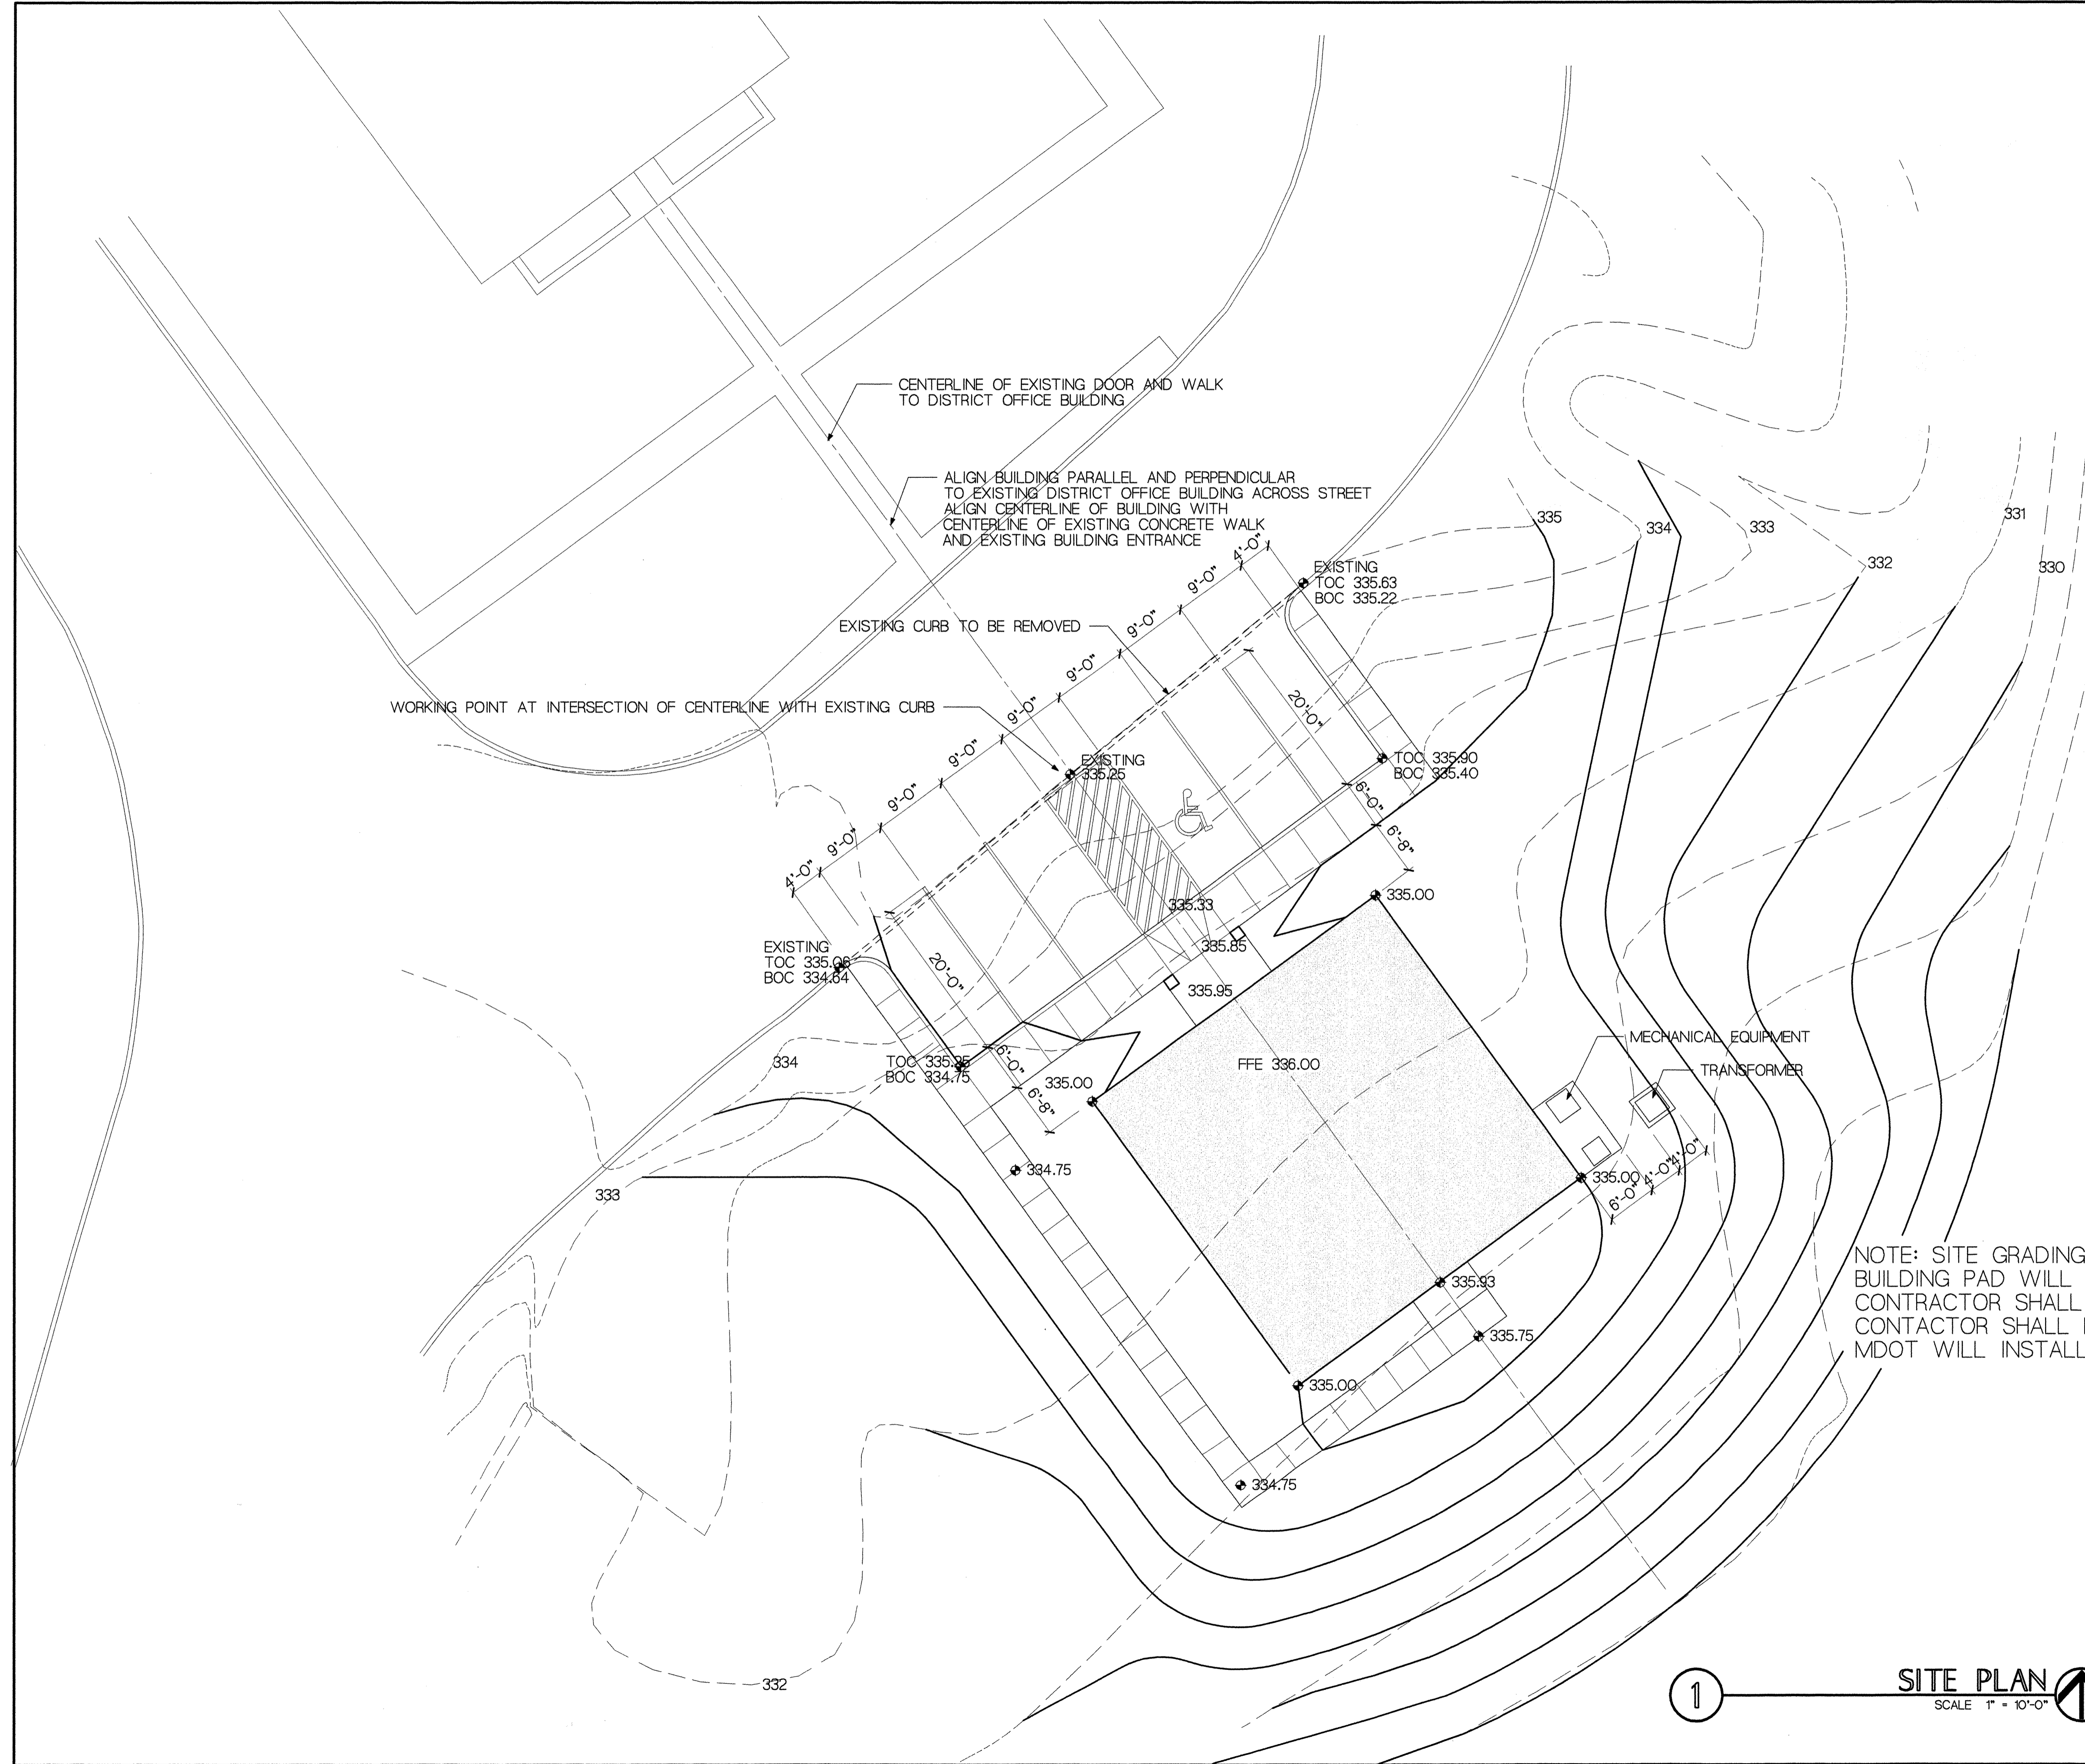 CENTERLINE OF EXISTING DOOR AND WALK
TO DISTRICT OFFICE BUILDING
ALIGN BUILDING PARALLEL AND PERPENDICULAR
TO EXISTING DISTRICT OFFICE BUILDING ACROSS STREET
ALIGN CENTERLINE OF BUILDING WITH
CENTERLINE OF EXISTING CONCRETE WALK
AND EXISTING BUILDING ENTRANCE
335
334
333
332
331
330
4'-0"
9'-0"
9'-0"
9'-0"
9'-0"
9'-0"
9'-0"
9'-0"
4'-0"
EXISTING
TOC 335.63
BOC 335.22
EXISTING CURB TO BE REMOVED
WORKING POINT AT INTERSECTION OF CENTERLINE WITH EXISTING CURB
EXISTING
335.25
20'-0"
TOC 335.90
BOC 335.40
6'-0"
6'-8"
335.00
335.33
335.85
335.95
EXISTING
TOC 335.06
BOC 334.64
20'-0"
334
TOC 335.25
BOC 334.75
6'-0"
6'-8"
335.00
FFE 336.00
MECHANICAL EQUIPMENT
TRANSFORMER
334.75
333
335.00
6'-0"
4'-0"
4'-0"
335.93
335.75
335.00
334.75
332
NOTE: SITE GRADING
BUILDING PAD WILL
CONTRACTOR SHALL
CONTACTOR SHALL
MDOT WILL INSTALL
1
SITE PLAN
SCALE 1" = 10'-0"